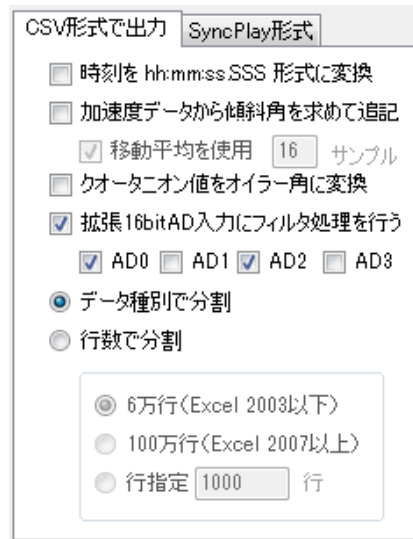 CSV形式で出力 SyncPlay形式
時刻を hh:mm:ss.SSS 形式に変換
加速度データから傾斜角を求めて追記
移動平均を使用 16 サンプル
クオータニオン値をオイラー角に変換
拡張16bitAD入力にフィルタ処理を行う
AD0 AD1 AD2 AD3
データ種別で分割
行数で分割
6万行(Excel 2003以下)
100万行(Excel 2007以上)
行指定 1000 行